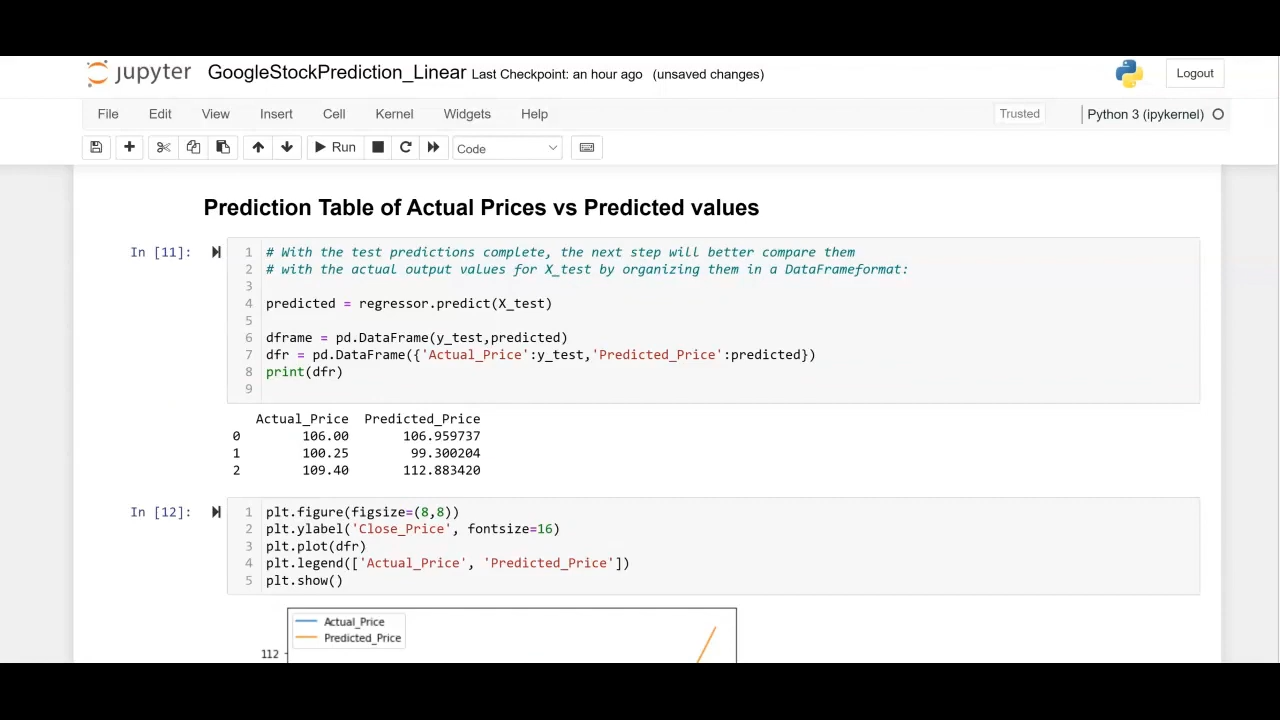 jupyter GoogleStockPrediction_Linear Last Checkpoint: an hour ago (unsaved changes) Logout
File Edit View Insert Cell Kernel Widgets Help Trusted Python 3 (ipykernel)
Run Code
Prediction Table of Actual Prices vs Predicted values
In [11]:
1 # With the test predictions complete, the next step will better compare them
2 # with the actual output values for X_test by organizing them in a DataFrameformat:
3
4 predicted = regressor.predict(X_test)
5
6 dframe = pd.DataFrame(y_test,predicted)
7 dfr = pd.DataFrame({'Actual_Price':y_test,'Predicted_Price':predicted})
8 print(dfr)
9
Actual_Price Predicted_Price
0 106.00 106.959737
1 100.25 99.300204
2 109.40 112.883420
In [12]:
1 plt.figure(figsize=(8,8))
2 plt.ylabel('Close_Price', fontsize=16)
3 plt.plot(dfr)
4 plt.legend(['Actual_Price', 'Predicted_Price'])
5 plt.show()
Actual_Price
Predicted_Price
112